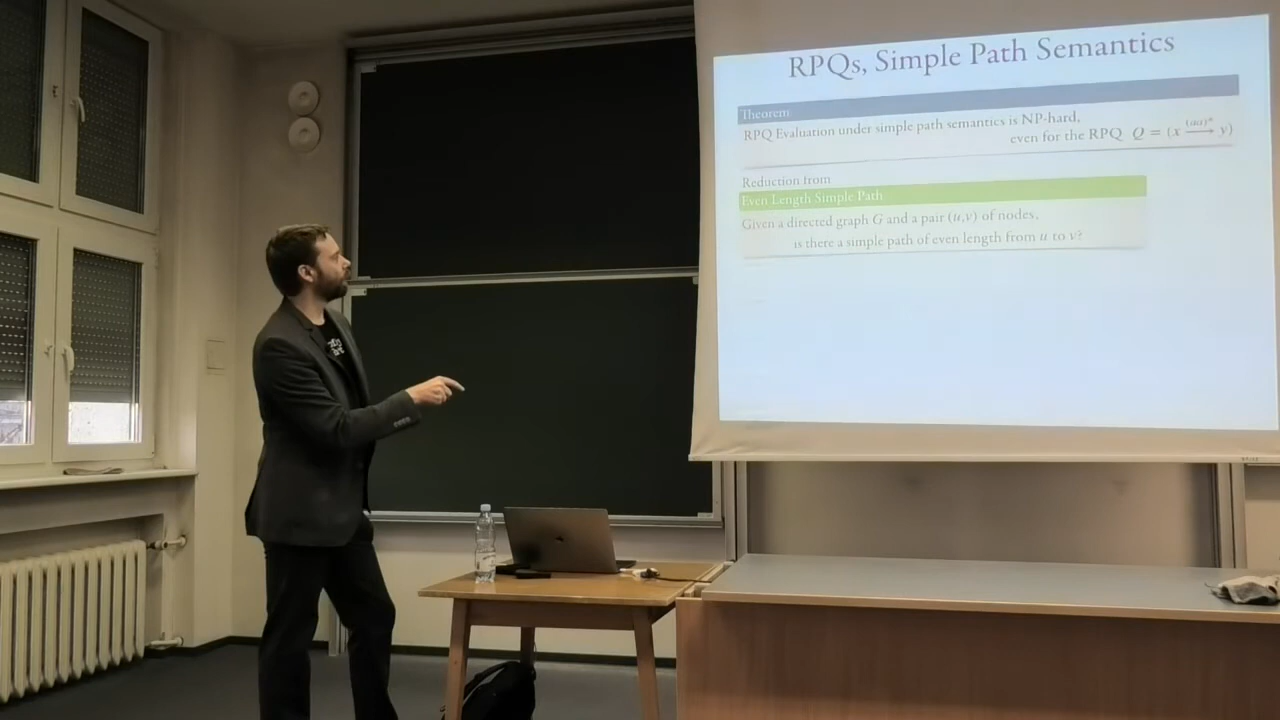 RPQs, Simple Path Semantics
Theorem
RPQ Evaluation under simple path semantics is NP-hard,
even for the RPQ Q = (x —(aa)*→ y)
Reduction from
Even Length Simple Path
Given a directed graph G and a pair (u,v) of nodes,
is there a simple path of even length from u to v?